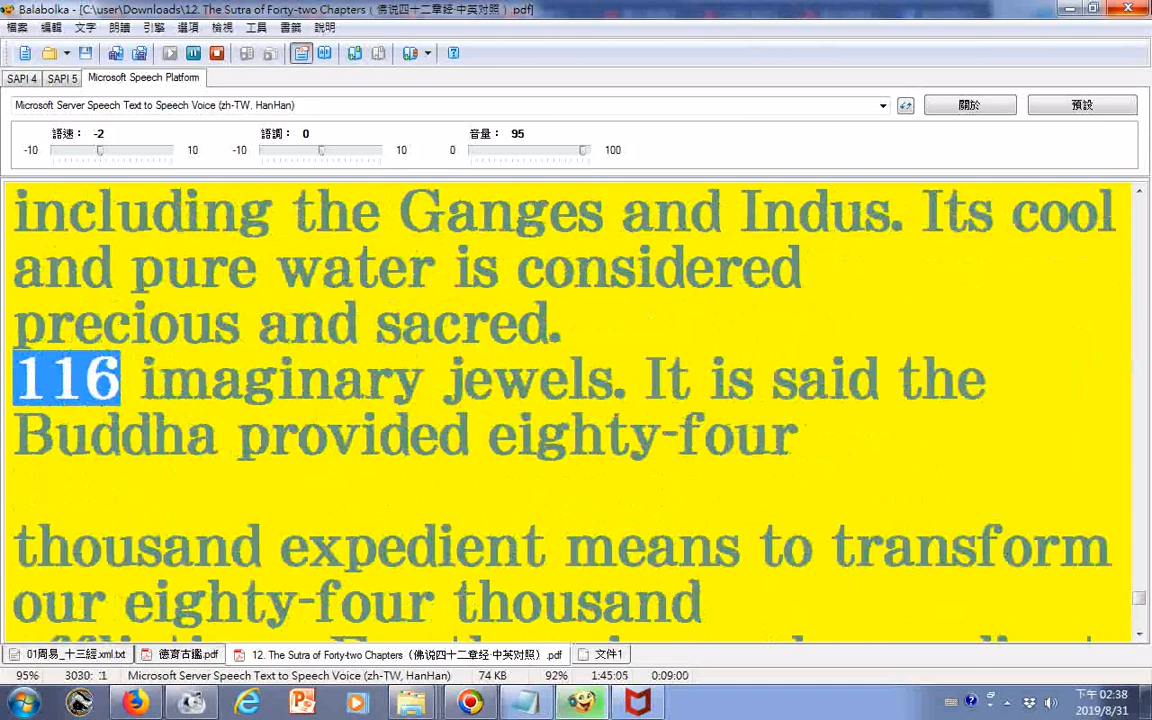 Balabolka - [C:\user\Downloads\12. The Sutra of Forty-two Chapters（佛说四十二章经·中英对照）.pdf]
檔案 編輯 文字 朗讀 引擎 選項 檢視 工具 書籤 說明
SAPI 4 SAPI 5 Microsoft Speech Platform
Microsoft Server Speech Text to Speech Voice (zh-TW, HanHan) 關於 預設
語速： -2 語調： 0 音量： 95
-10 10 -10 10 0 100
including the Ganges and Indus. Its cool
and pure water is considered
precious and sacred.
116 imaginary jewels. It is said the
Buddha provided eighty-four
thousand expedient means to transform
our eighty-four thousand
01周易_十三經.xml.txt 德育古鑑.pdf 12. The Sutra of Forty-two Chapters（佛说四十二章经·中英对照）.pdf 文件1
95% 3030: :1 Microsoft Server Speech Text to Speech Voice (zh-TW, HanHan) 74 KB 92% 1:45:05 0:09:00
下午 02:38
2019/8/31